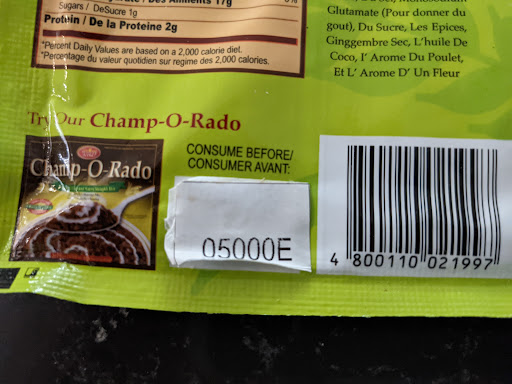 Sugars / DeSucre 1g
Protein / De la Proteine 2g
*Percent Daily Values are based on a 2,000 calorie diet.
*Percentage du valeur quotidien sur regime des 2,000 calories.
Glutamate (Pour donner du
gout), Du Sucre, Les Epices,
Ginggembre Sec, L'huile De
Coco, l' Arome Du Poulet,
Et L' Arome D' Un Fleur
Try Our Champ-O-Rado
Champ-O-Rado
CONSUME BEFORE/
CONSUMER AVANT:
05000E
4 800110 021997